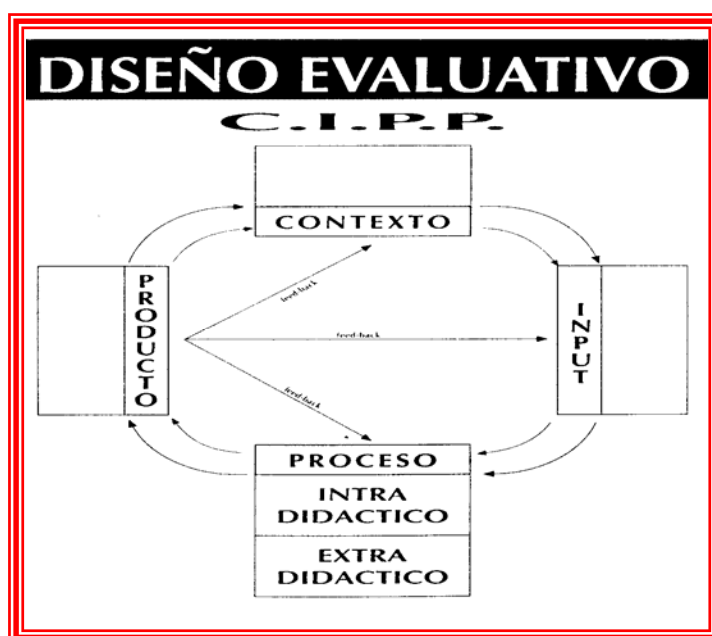 DISEÑO EVALUATIVO
C.I.P.P.
CONTEXTO
PRODUCTO
INPUT
feed-back
feed-back
feed-back
PROCESO
INTRA
DIDACTICO
EXTRA
DIDACTICO